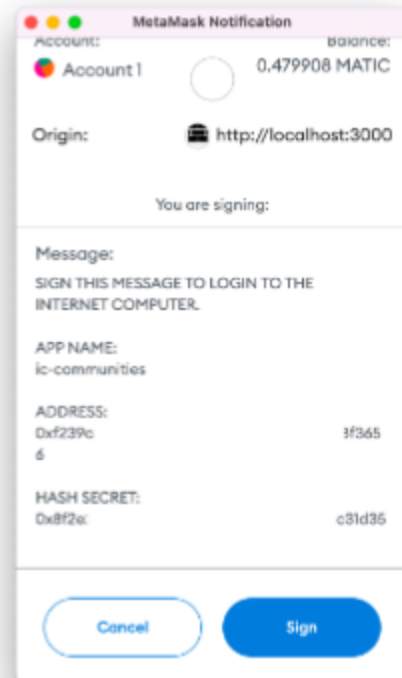 MetaMask Notification
Account: Balance:
Account 1 0.479908 MATIC
Origin: http://localhost:3000
You are signing:
Message:
SIGN THIS MESSAGE TO LOGIN TO THE
INTERNET COMPUTER.
APP NAME:
ic-communities
ADDRESS:
0xf239c 3f365
6
HASH SECRET:
0x8f2e c31d35
Cancel Sign